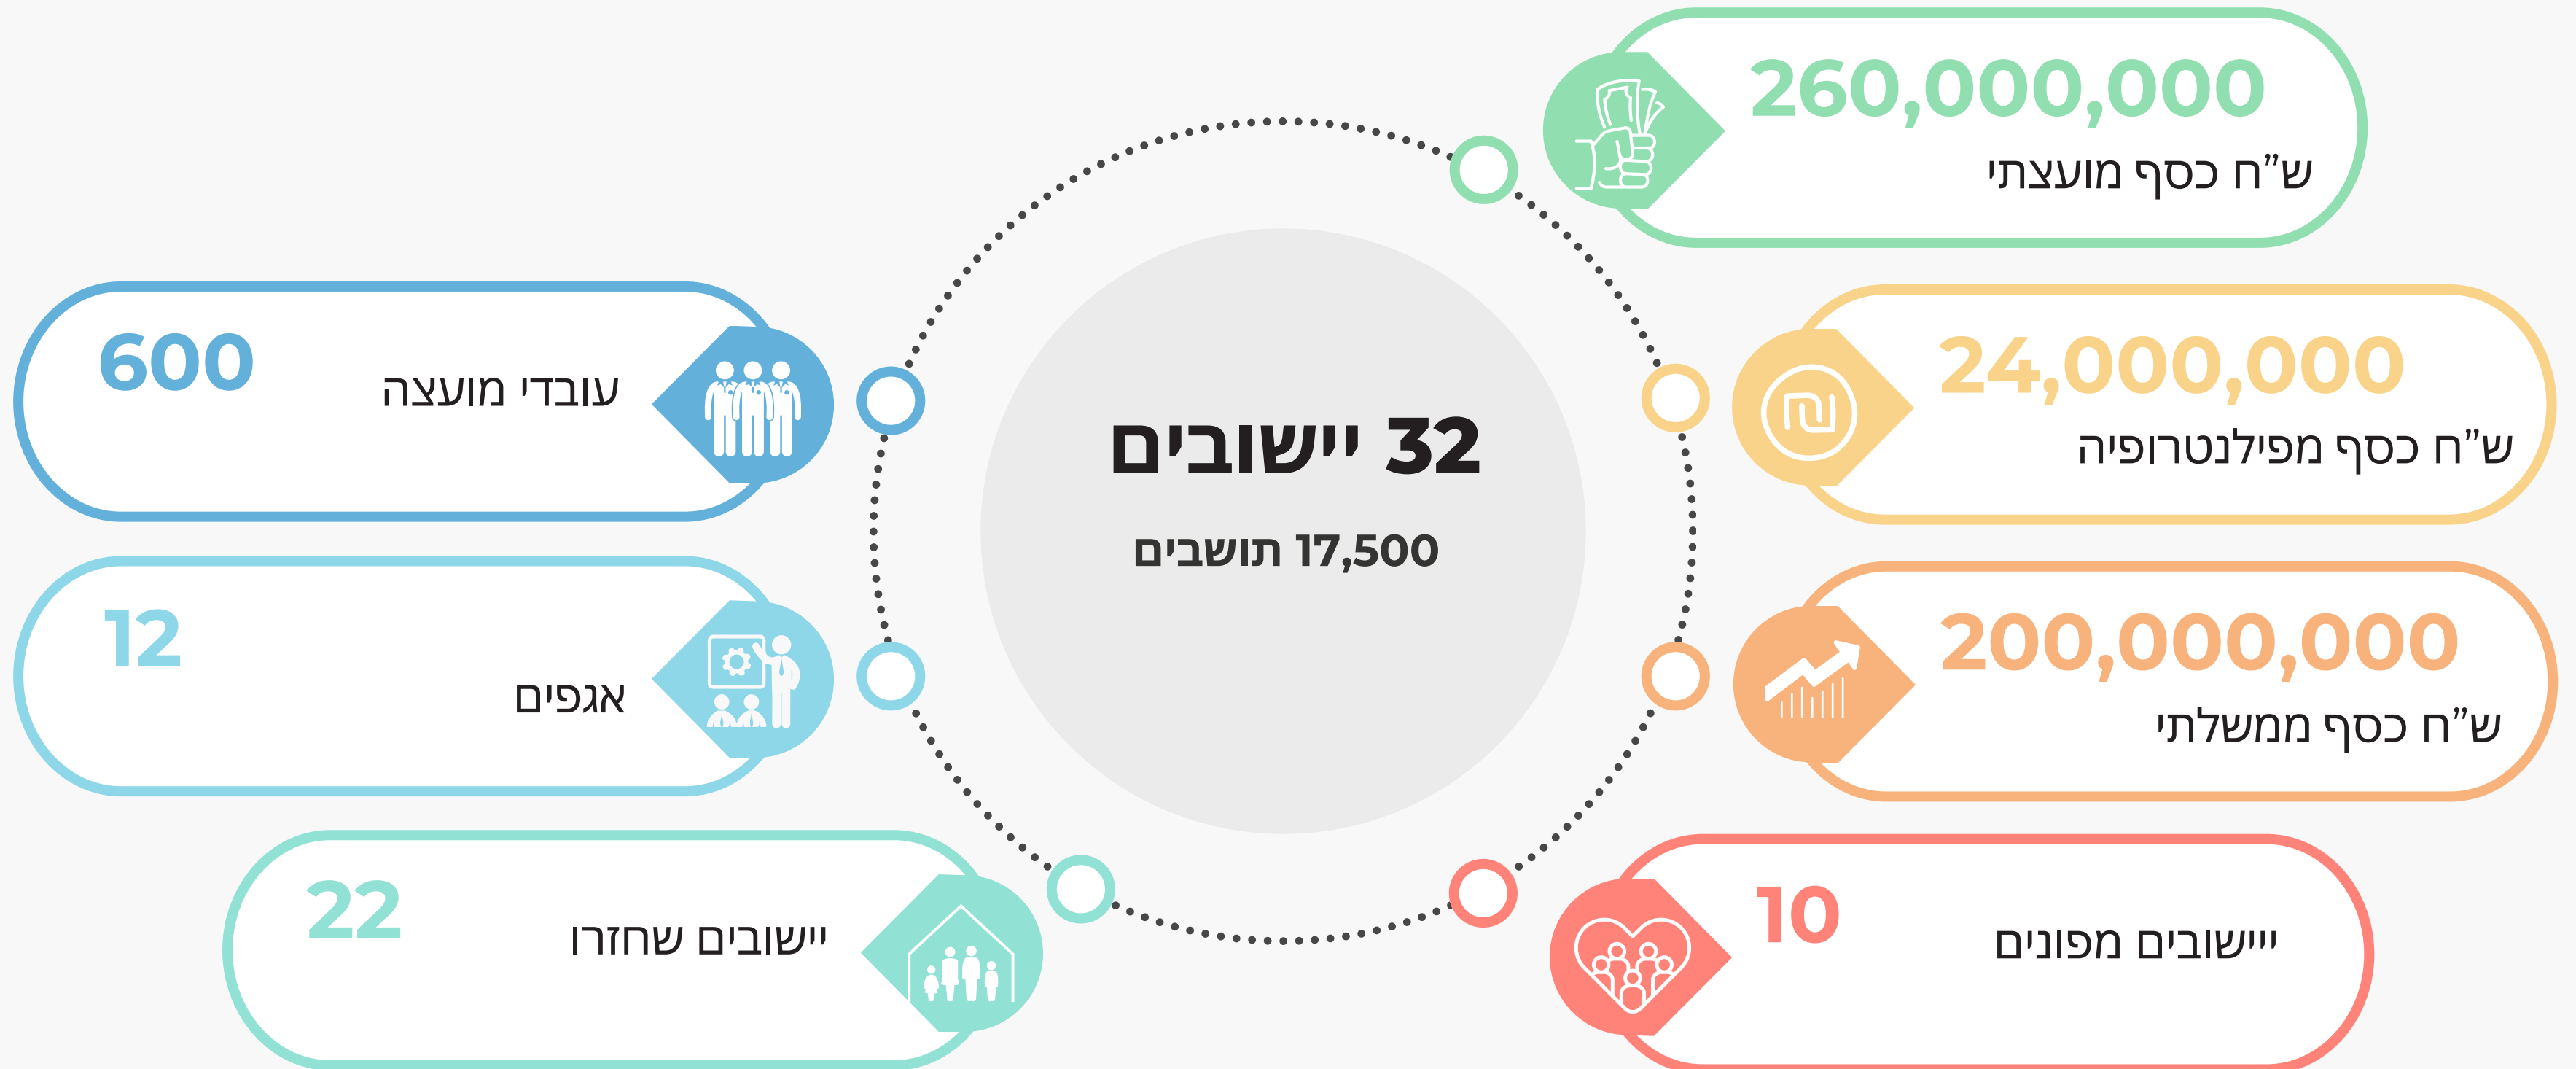 32 יישובים
17,500 תושבים
260,000,000
ש"ח כסף מועצתי
24,000,000
ש"ח כסף מפילנטרופיה
200,000,000
ש"ח כסף ממשלתי
10
ייישובים מפונים
600
עובדי מועצה
12
אגפים
22
יישובים שחזרו